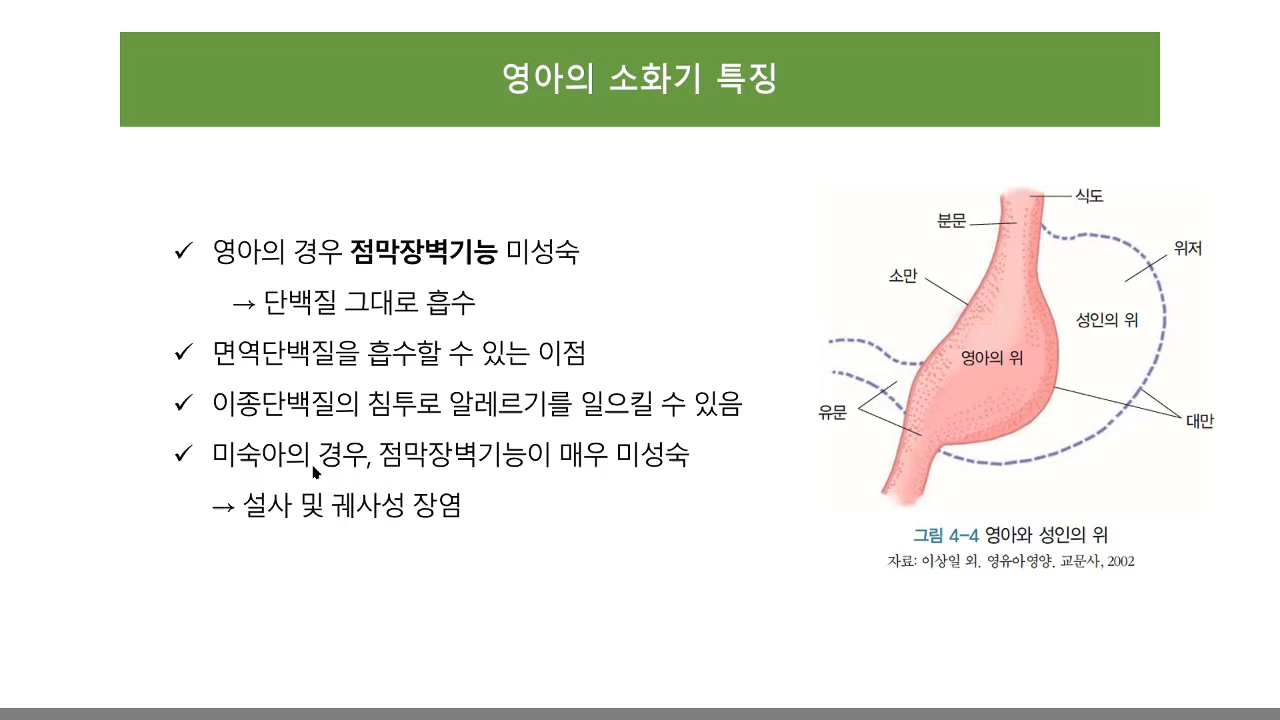 영아의 소화기 특징
✓ 영아의 경우 점막장벽기능 미성숙
→ 단백질 그대로 흡수
✓ 면역단백질을 흡수할 수 있는 이점
✓ 이종단백질의 침투로 알레르기를 일으킬 수 있음
✓ 미숙아의 경우, 점막장벽기능이 매우 미성숙
→ 설사 및 궤사성 장염
식도
분문
위저
소만
성인의 위
영아의 위
유문
대만
그림 4-4 영아와 성인의 위
자료: 이상일 외. 영유아영양. 교문사, 2002